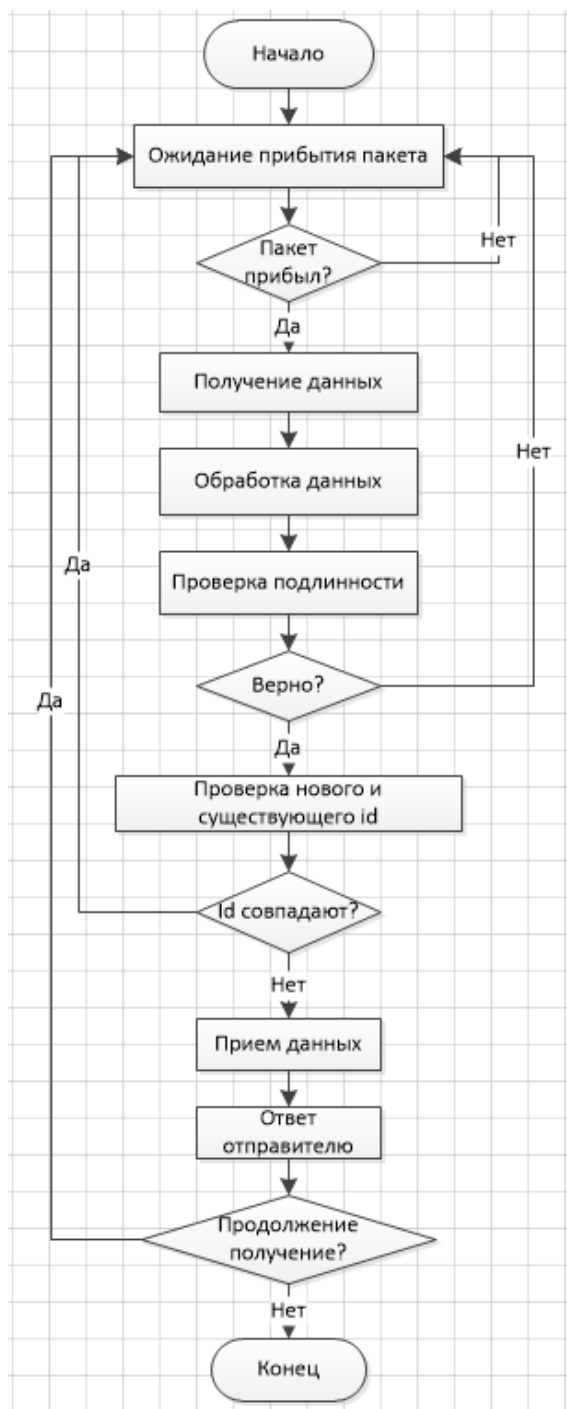 Начало
Ожидание прибытия пакета
Пакет
прибыл?
Нет
Да
Получение данных
Нет
Обработка данных
Да
Проверка подлинности
Верно?
Да
Да
Проверка нового и
существующего id
Id совпадают?
Нет
Прием данных
Ответ
отправителю
Продолжение
получение?
Нет
Конец